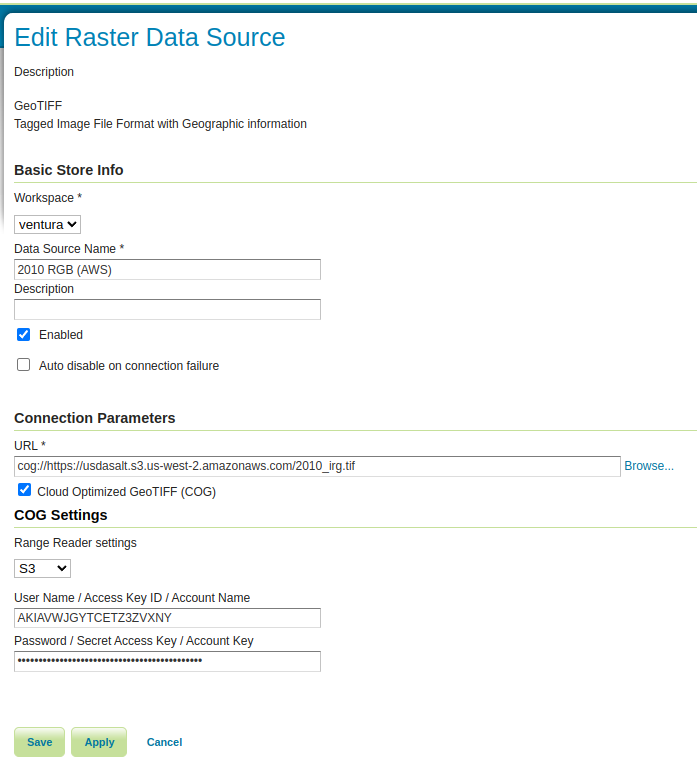 Edit Raster Data Source
Description
GeoTIFF
Tagged Image File Format with Geographic information
Basic Store Info
Workspace *
ventura
Data Source Name *
2010 RGB (AWS)
Description
Enabled
Auto disable on connection failure
Connection Parameters
URL *
cog://https://usdasalt.s3.us-west-2.amazonaws.com/2010_irg.tif Browse...
Cloud Optimized GeoTIFF (COG)
COG Settings
Range Reader settings
S3
User Name / Access Key ID / Account Name
AKIAVWJGYTCETZ3ZVXNY
Password / Secret Access Key / Account Key
••••••••••••••••••••••••••••••••••••••••
Save Apply Cancel